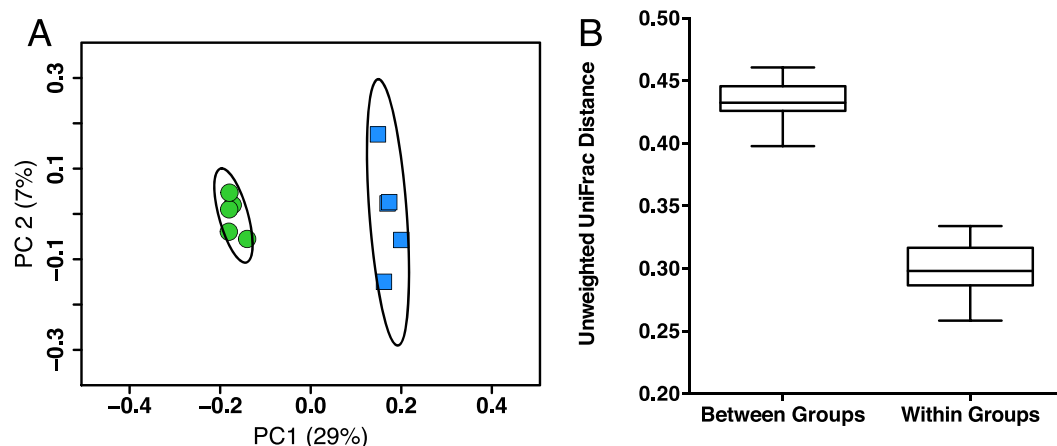 A
PC 2 (7%)
0.3
0.1
−0.1
−0.3
−0.4
−0.2
0.0
0.2
0.4
PC1 (29%)
B
Unweighted UniFrac Distance
0.50
0.45
0.40
0.35
0.30
0.25
0.20
Between Groups
Within Groups